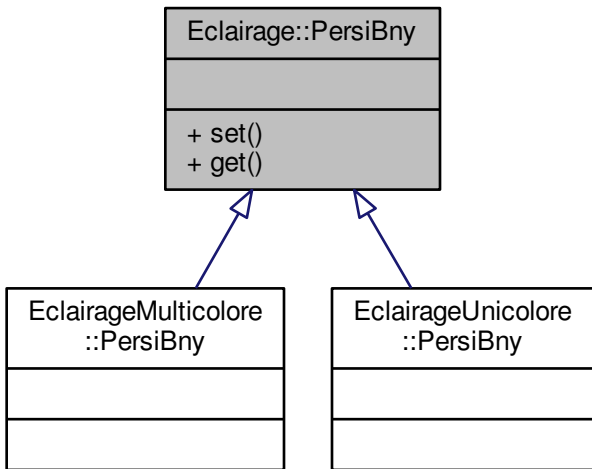 Eclairage::PersiBny
+ set()
+ get()
EclairageMulticolore
::PersiBny
EclairageUnicolore
::PersiBny